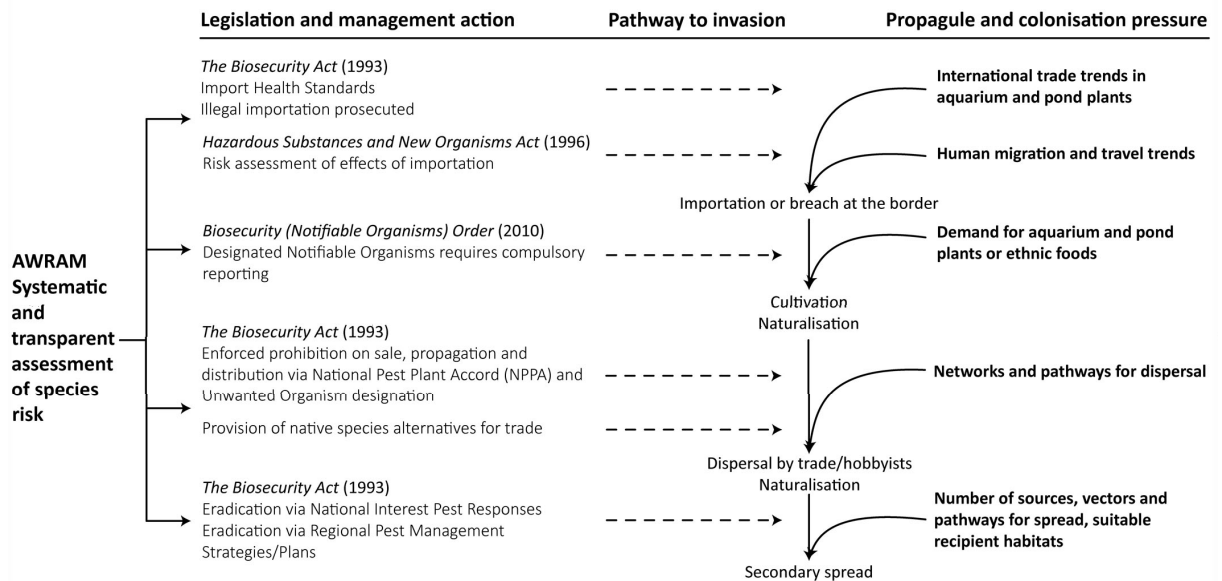 Legislation and management action
Pathway to invasion
Propagule and colonisation pressure
AWRAM
Systematic
and
transparent
assessment
of species
risk
The Biosecurity Act (1993)
Import Health Standards
Illegal importation prosecuted
Hazardous Substances and New Organisms Act (1996)
Risk assessment of effects of importation
Biosecurity (Notifiable Organisms) Order (2010)
Designated Notifiable Organisms requires compulsory
reporting
The Biosecurity Act (1993)
Enforced prohibition on sale, propagation and
distribution via National Pest Plant Accord (NPPA) and
Unwanted Organism designation
Provision of native species alternatives for trade
The Biosecurity Act (1993)
Eradication via National Interest Pest Responses
Eradication via Regional Pest Management
Strategies/Plans
Importation or breach at the border
Cultivation
Naturalisation
Dispersal by trade/hobbyists
Naturalisation
Secondary spread
International trade trends in
aquarium and pond plants
Human migration and travel trends
Demand for aquarium and pond
plants or ethnic foods
Networks and pathways for dispersal
Number of sources, vectors and
pathways for spread, suitable
recipient habitats